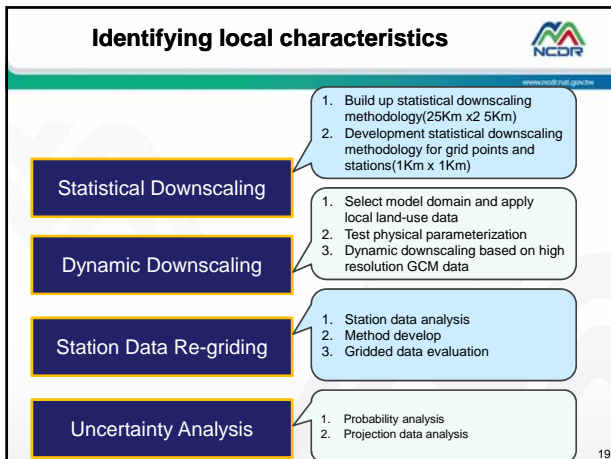 Identifying local characteristics
NCDR
www.ncdr.nat.gov.tw
Statistical Downscaling
1. Build up statistical downscaling
methodology(25Km x2 5Km)
2. Development statistical downscaling
methodology for grid points and
stations(1Km x 1Km)
Dynamic Downscaling
1. Select model domain and apply
local land-use data
2. Test physical parameterization
3. Dynamic downscaling based on high
resolution GCM data
Station Data Re-griding
1. Station data analysis
2. Method develop
3. Gridded data evaluation
Uncertainty Analysis
1. Probability analysis
2. Projection data analysis
19